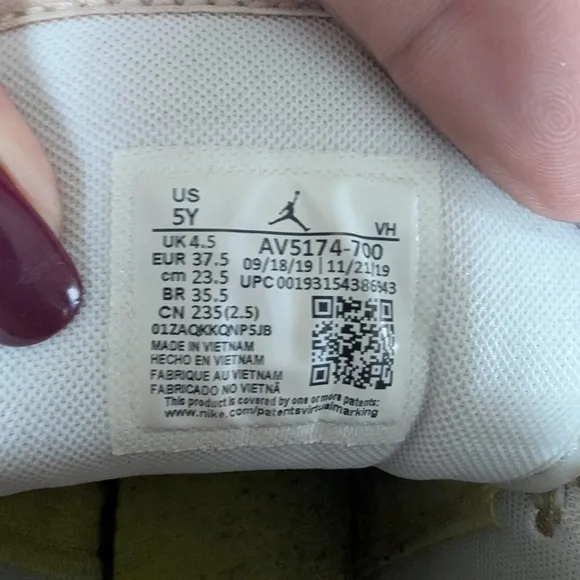 US
5Y
VH
UK 4.5
EUR 37.5
cm 23.5
BR 35.5
CN 235(2.5)
AV5174-700
09/18/19 | 11/21/19
01ZAQKKQNP5JB
MADE IN VIETNAM
HECHO EN VIETNAM
FABRIQUE AU VIETNAM
FABRICADO NO VIETNÃ
This product is covered by one or more patents:
www.nike.com/patentsvirtualmarking